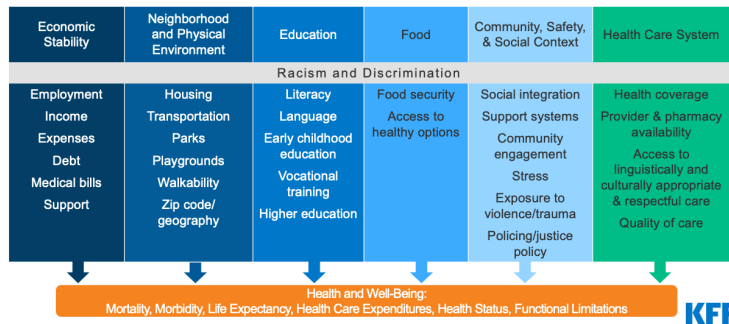 Economic
Stability
Neighborhood
and Physical
Environment
Education
Food
Community, Safety,
& Social Context
Health Care System
Racism and Discrimination
Employment
Income
Expenses
Debt
Medical bills
Support
Housing
Transportation
Parks
Playgrounds
Walkability
Zip code/
geography
Literacy
Language
Early childhood
education
Vocational
training
Higher education
Food security
Access to
healthy options
Social integration
Support systems
Community
engagement
Stress
Exposure to
violence/trauma
Policing/justice
policy
Health coverage
Provider & pharmacy
availability
Access to
linguistically and
culturally appropriate
& respectful care
Quality of care
Health and Well-Being:
Mortality, Morbidity, Life Expectancy, Health Care Expenditures, Health Status, Functional Limitations
KFF